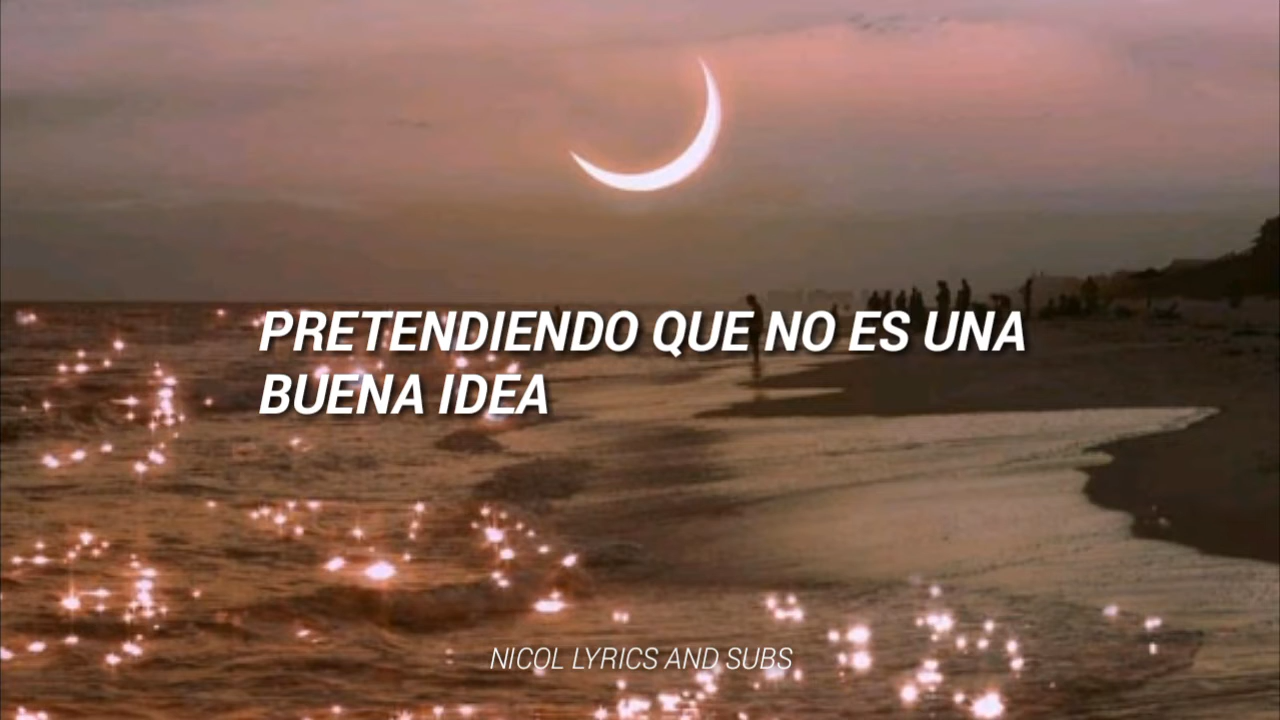 PRETENDIENDO QUE NO ES UNA
BUENA IDEA
NICOL LYRICS AND SUBS